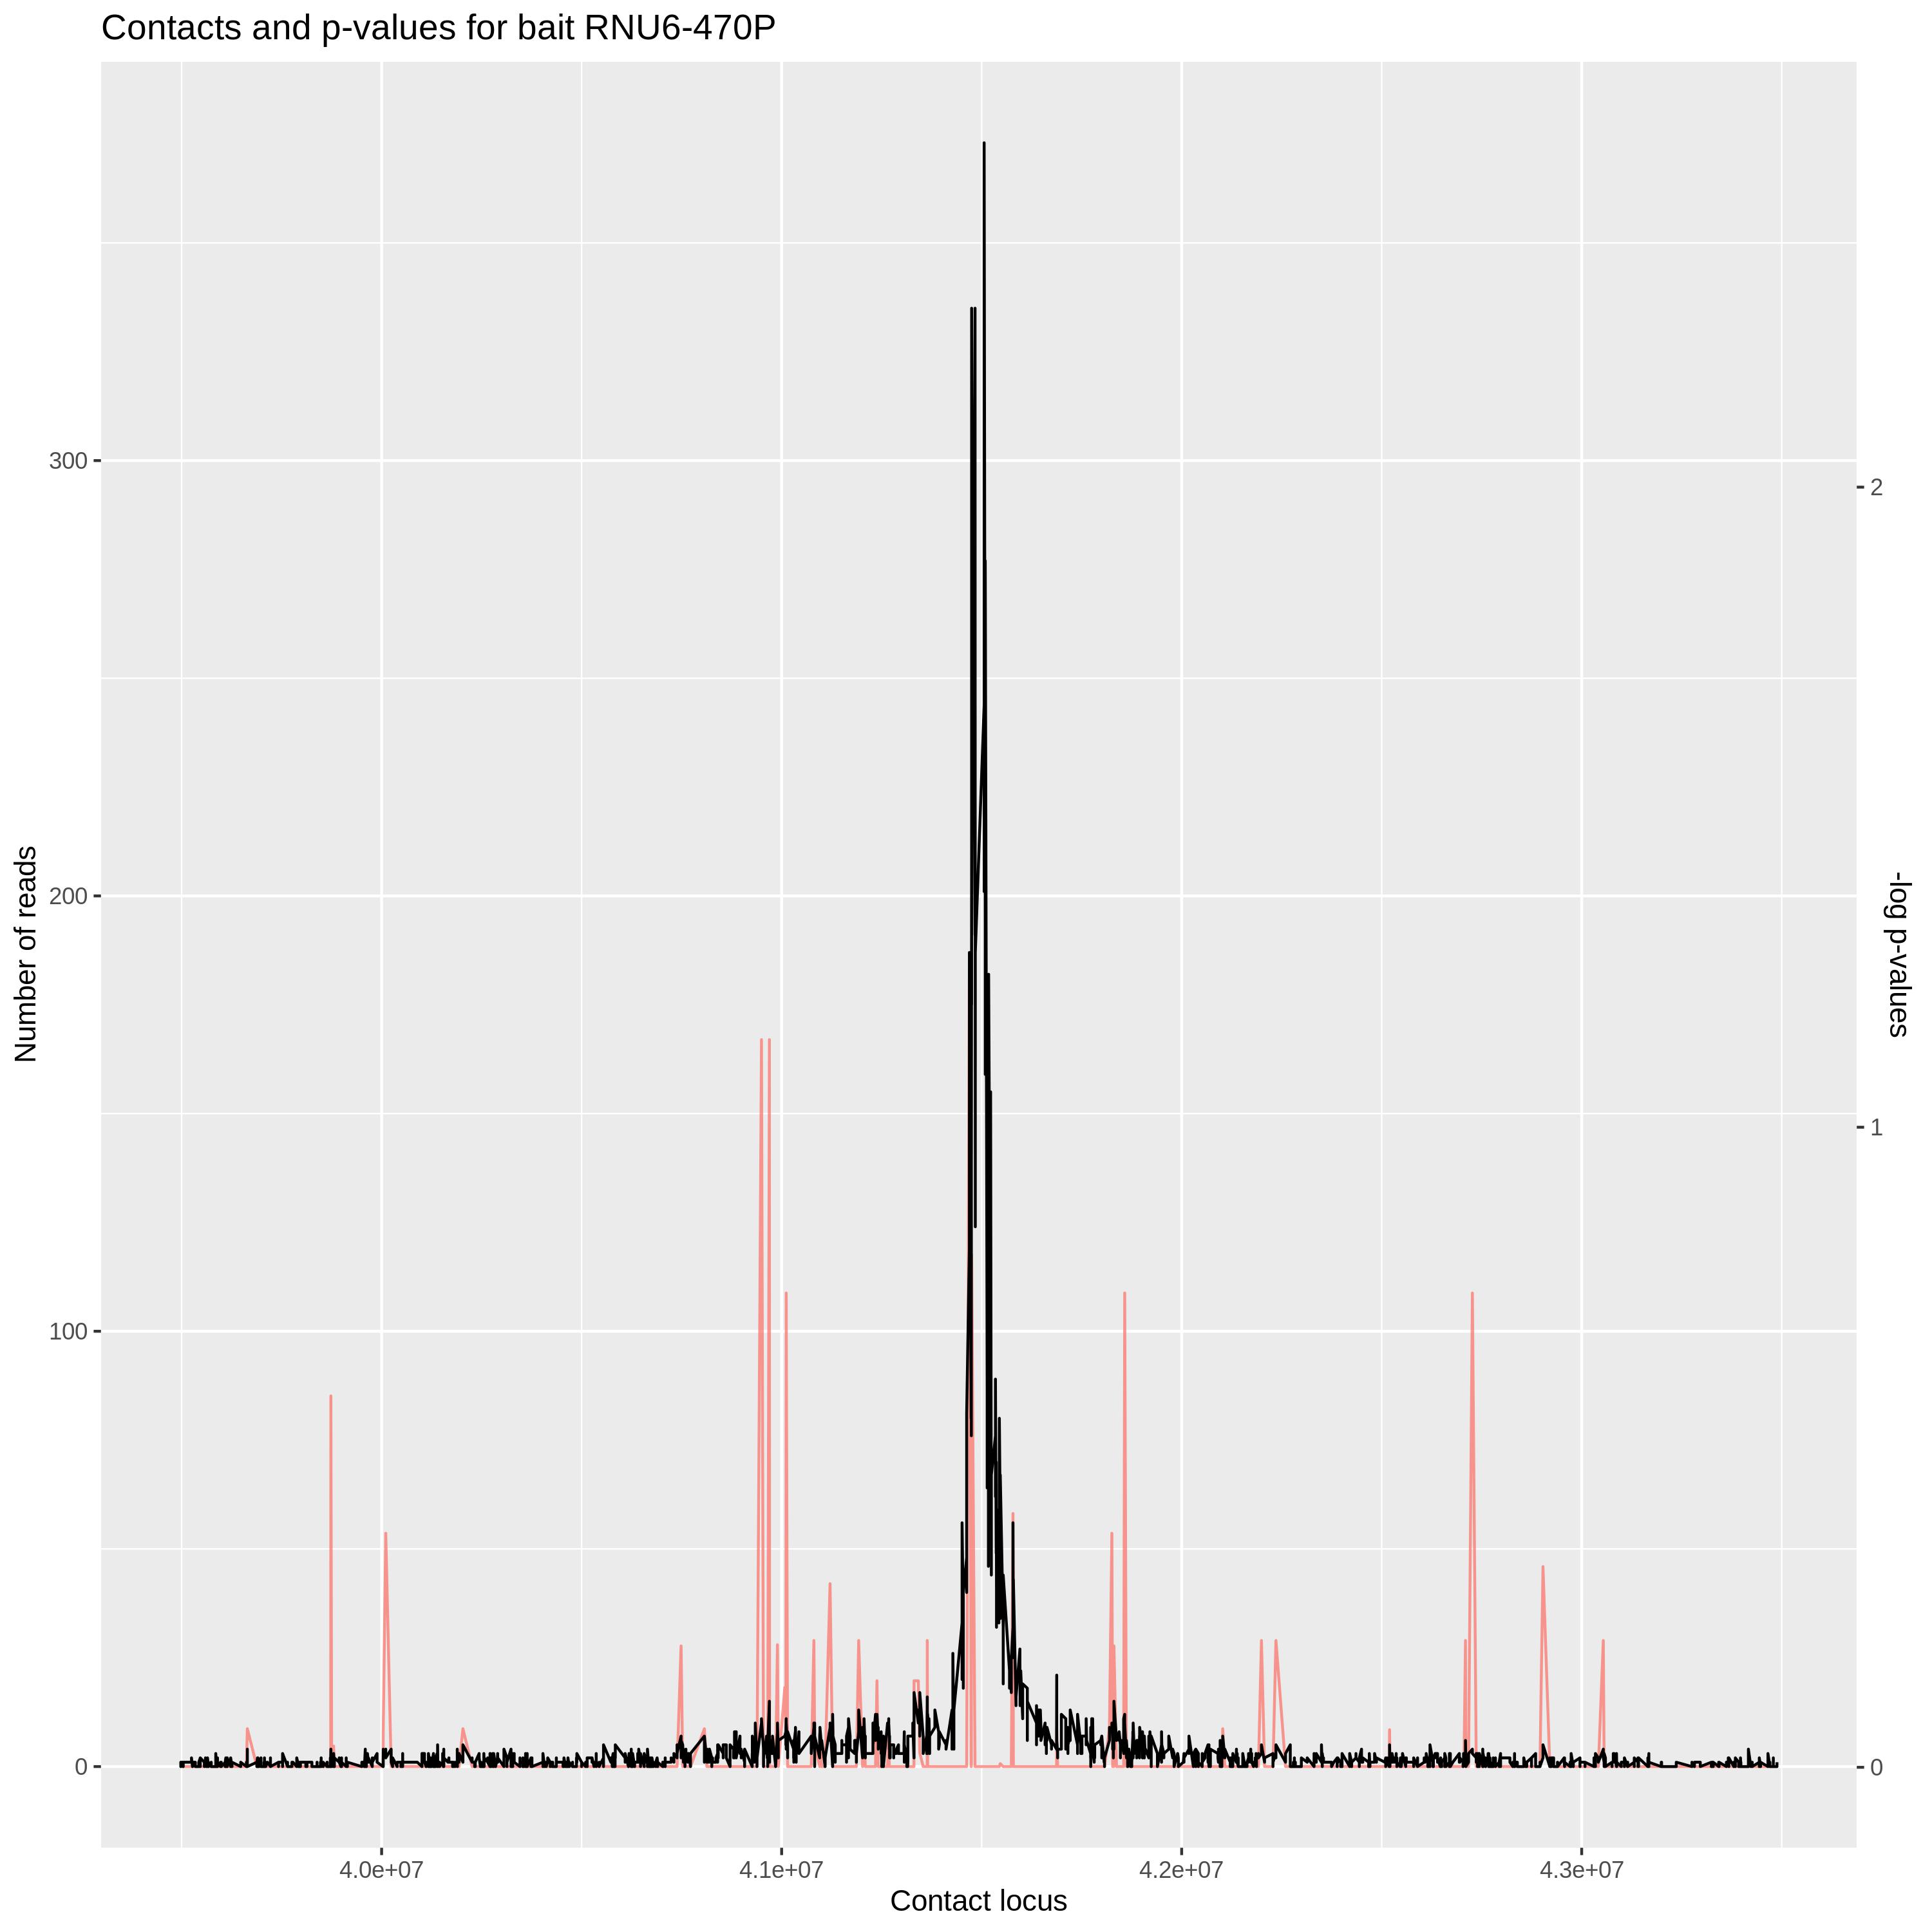 Contacts and p-values for bait RNU6-470P
Number of reads
300
200
100
0
2
1
0
-log p-values
4.0e+07
4.1e+07
4.2e+07
4.3e+07
Contact locus